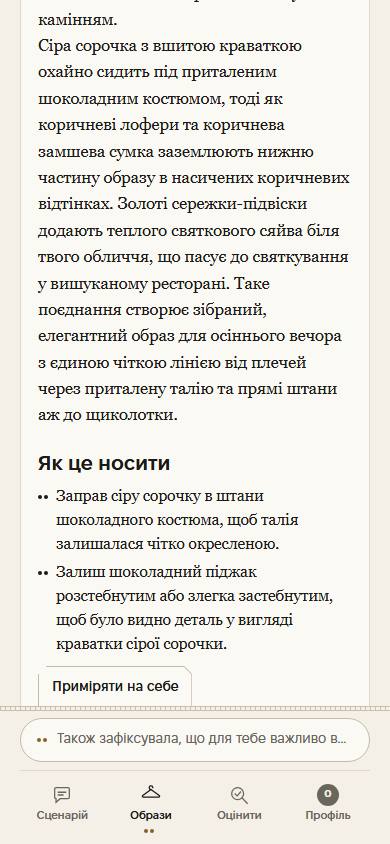 камінням.
Сіра сорочка з вшитою краваткою
охайно сидить під приталеним
шоколадним костюмом, тоді як
коричневі лофери та коричнева
замшева сумка заземлюють нижню
частину образу в насичених коричневих
відтінках. Золоті сережки-підвіски
додають теплого святкового сяйва біля
твого обличчя, що пасує до святкування
у вишуканому ресторані. Таке
поєднання створює зібраний,
елегантний образ для осіннього вечора
з єдиною чіткою лінією від плечей
через приталену талію та прямі штани
аж до щиколотки.
Як це носити
Заправ сіру сорочку в штани
шоколадного костюма, щоб талія
залишалася чітко окресленою.
Залиш шоколадний піджак
розстебнутим або злегка застебнутим,
щоб було видно деталь у вигляді
краватки сірої сорочки.
Приміряти на себе
Також зафіксувала, що для тебе важливо в...
Сценарій
Образи
Оцінити
О
Профіль